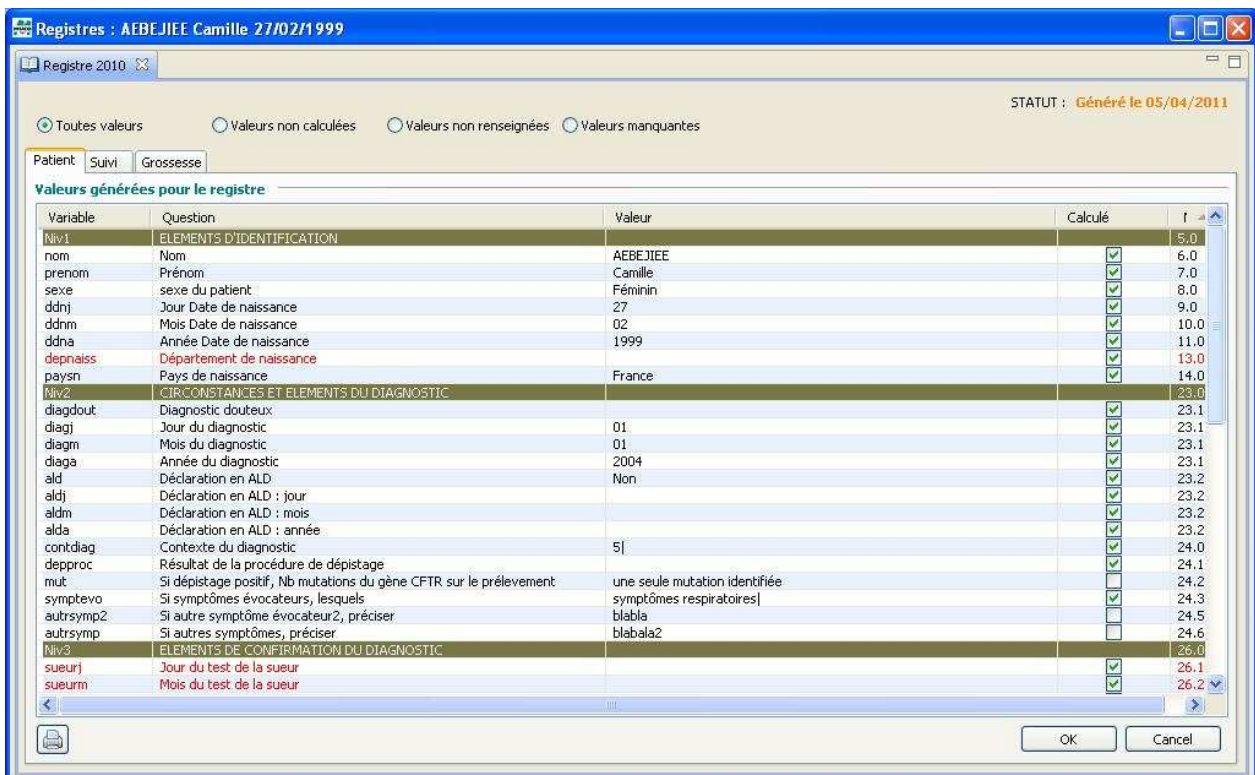 Registres : AEBEJIEE Camille 27/02/1999
Registre 2010
STATUT : Généré le 05/04/2011
Toutes valeurs Valeurs non calculées Valeurs non renseignées Valeurs manquantes
Patient Suivi Grossesse
Valeurs générées pour le registre
Variable Question Valeur Calculé
Niv1 ELEMENTS D'IDENTIFICATION 5.0
nom Nom AEBEJIEE 6.0
prenom Prénom Camille 7.0
sexe sexe du patient Féminin 8.0
ddnj Jour Date de naissance 27 9.0
ddnm Mois Date de naissance 02 10.0
ddna Année Date de naissance 1999 11.0
depnaiss Département de naissance 13.0
paysn Pays de naissance France 14.0
Niv2 CIRCONSTANCES ET ELEMENTS DU DIAGNOSTIC 23.0
diagdout Diagnostic douteux 23.1
diagj Jour du diagnostic 01 23.1
diagm Mois du diagnostic 01 23.1
diaga Année du diagnostic 2004 23.1
ald Déclaration en ALD Non 23.2
aldj Déclaration en ALD : jour 23.2
aldm Déclaration en ALD : mois 23.2
alda Déclaration en ALD : année 23.2
contdiag Contexte du diagnostic 5| 24.0
depproc Résultat de la procédure de dépistage 24.1
mut Si dépistage positif, Nb mutations du gène CFTR sur le prélevement une seule mutation identifiée 24.2
symptevo Si symptômes évocateurs, lesquels symptômes respiratoires| 24.3
autrsymp2 Si autre symptôme évocateur2, préciser blabla 24.5
autrsymp Si autres symptômes, préciser blabala2 24.6
Niv3 ELEMENTS DE CONFIRMATION DU DIAGNOSTIC 26.0
sueurj Jour du test de la sueur 26.1
sueurm Mois du test de la sueur 26.2
OK Cancel